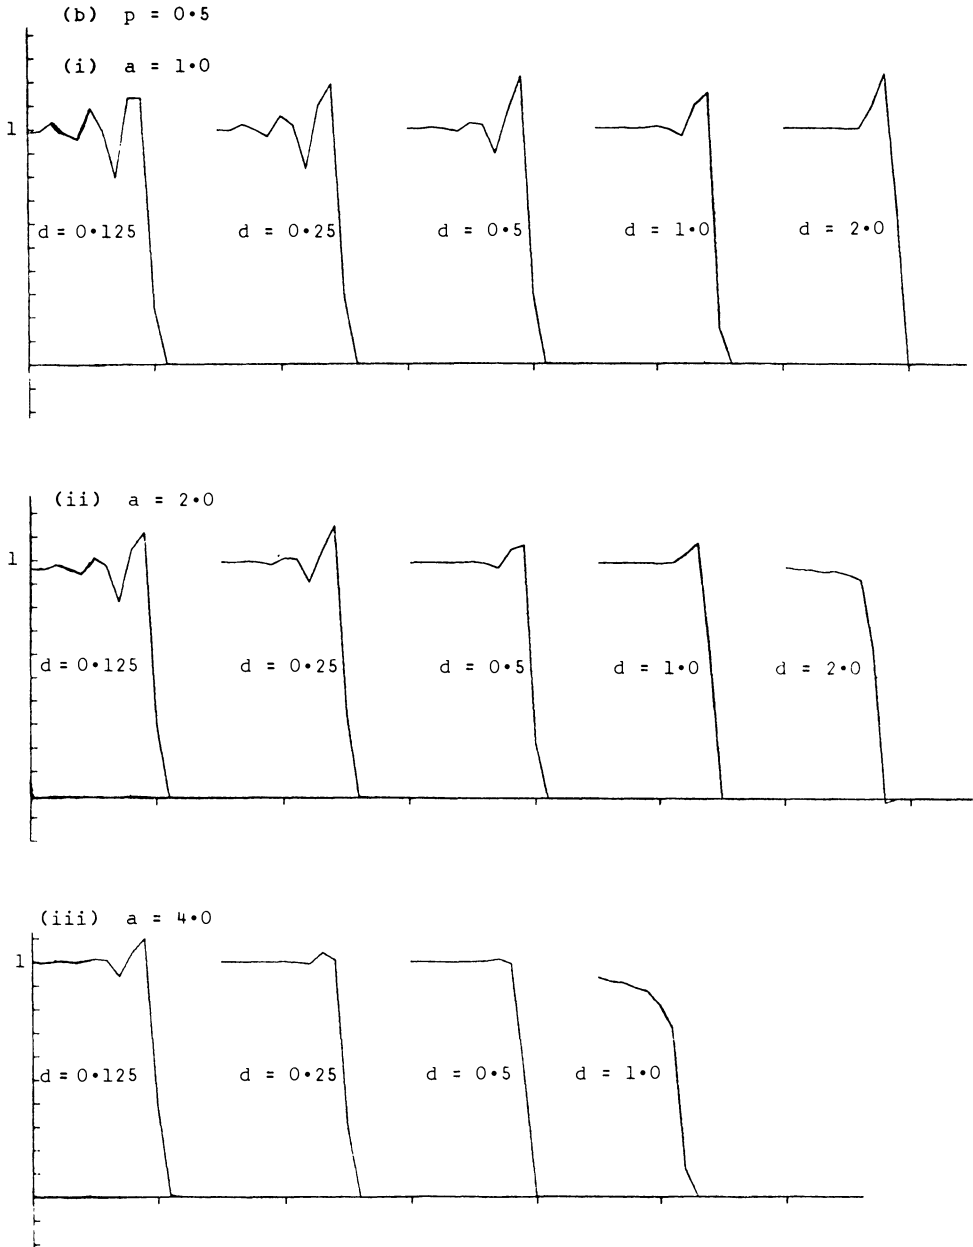 (b) p = 0•5
(i) a = 1•0
1
d = 0•125 d = 0•25 d = 0•5 d = 1•0 d = 2•0
(ii) a = 2•0
1
d = 0•125 d = 0•25 d = 0•5 d = 1•0 d = 2•0
(iii) a = 4•0
1
d = 0•125 d = 0•25 d = 0•5 d = 1•0